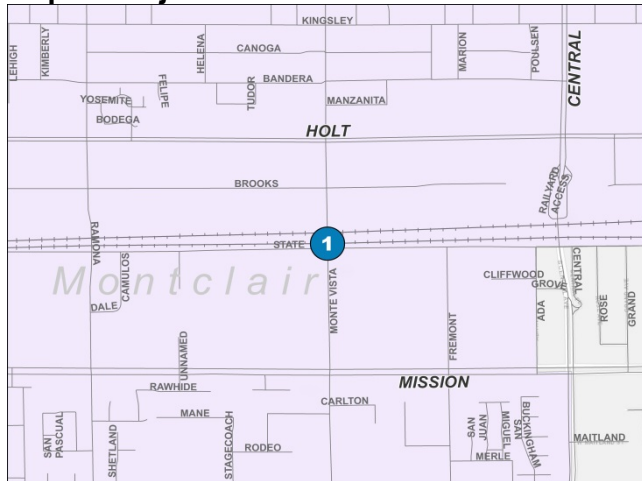 KINGSLEY
LEHIGH
KIMBERLY
CANOGA
HELENA
MARION
POULSEN
CENTRAL
BANDERA
FELIPE
TUDOR
YOSEMITE
MANZANITA
BODEGA
HOLT
BROOKS
RAILYARD
ACCESS
RAMONA
STATE
1
Montclair
CAMULOS
MONTE VISTA
CLIFFWOOD
GROVE
CENTRAL
DALE
ADA
ROSE
GRAND
FREMONT
UNNAMED
MISSION
RAWHIDE
CARLTON
MANE
SAN
PASCUAL
SHETLAND
STAGECOACH
RODEO
SAN
JUAN
SAN
MIGUEL
BUCKINGHAM
MERLE
MAITLAND